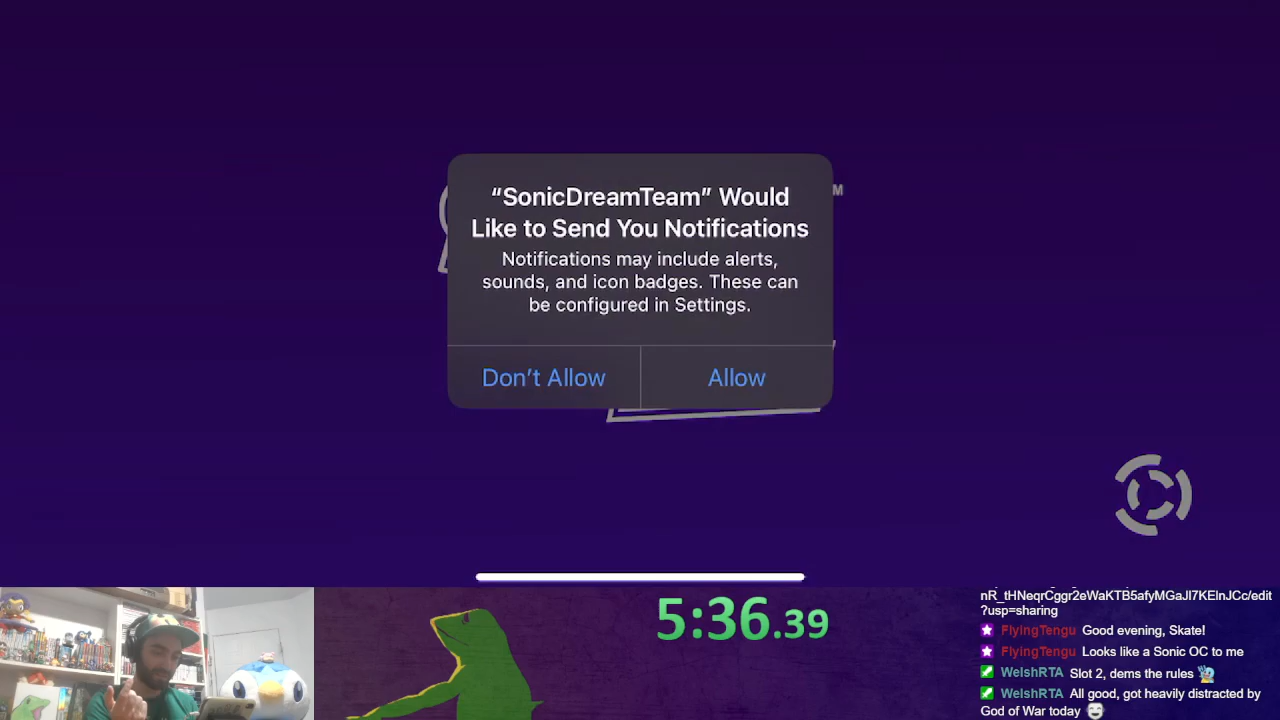 “SonicDreamTeam” Would
Like to Send You Notifications
Notifications may include alerts,
sounds, and icon badges. These can
be configured in Settings.
Don’t Allow
Allow
M
5:36.39
nR_tHNeqrCggr2eWaKTB5afyMGaJI7KElnJCc/edit
?usp=sharing
FlyingTengu Good evening, Skate!
FlyingTengu Looks like a Sonic OC to me
WelshRTA Slot 2, dems the rules
WelshRTA All good, got heavily distracted by
God of War today